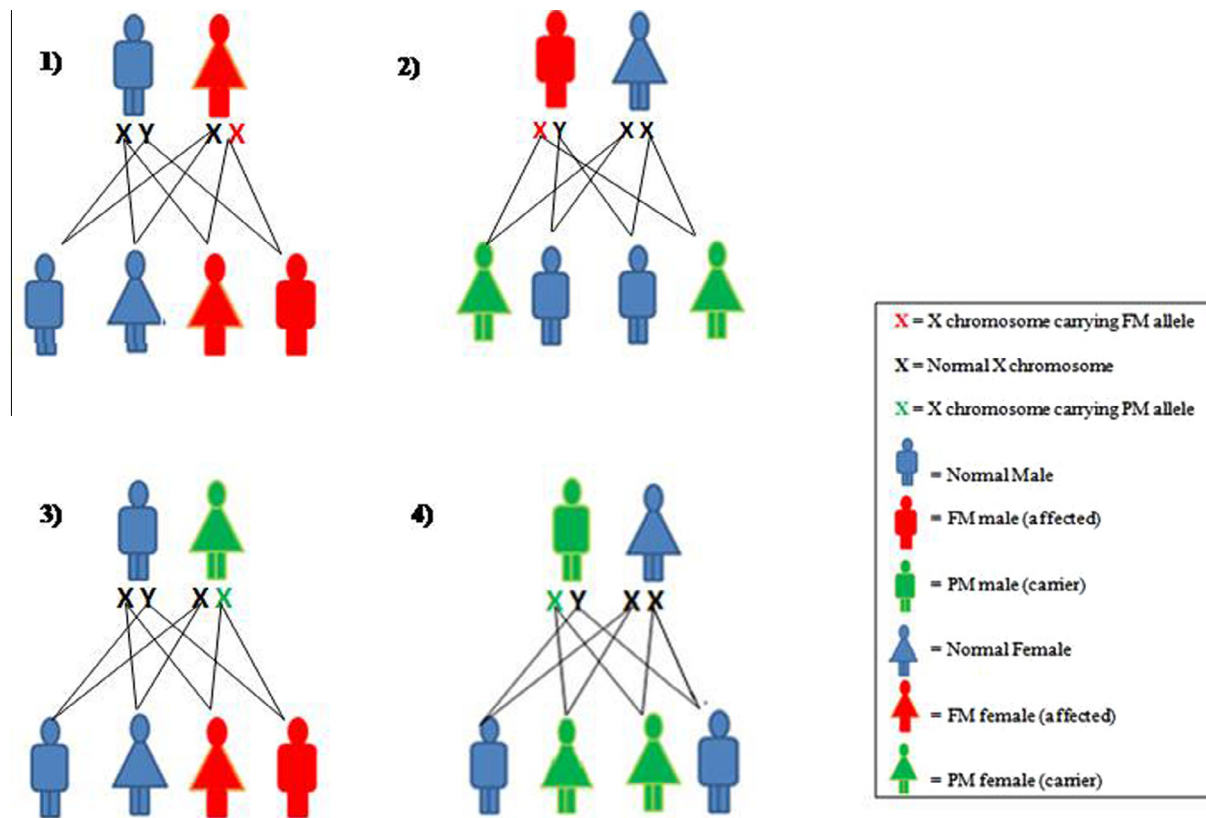 1)
X Y X X
2)
X Y X X
3)
X Y X X
4)
X Y X X
X = X chromosome carrying FM allele
X = Normal X chromosome
X = X chromosome carrying PM allele
= Normal Male
= FM male (affected)
= PM male (carrier)
= Normal Female
= FM female (affected)
= PM female (carrier)